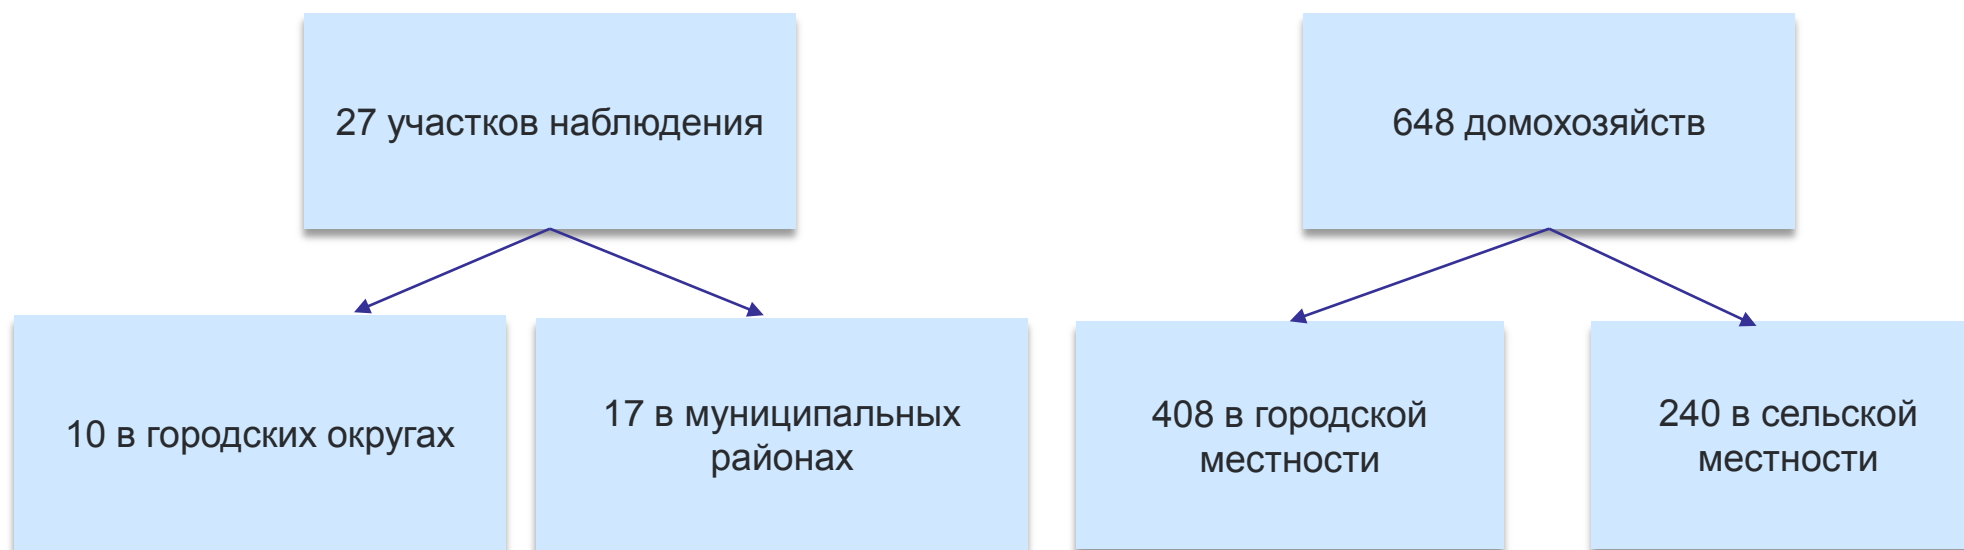 27 участков наблюдения
648 домохозяйств
10 в городских округах
17 в муниципальных
районах
408 в городской
местности
240 в сельской
местности